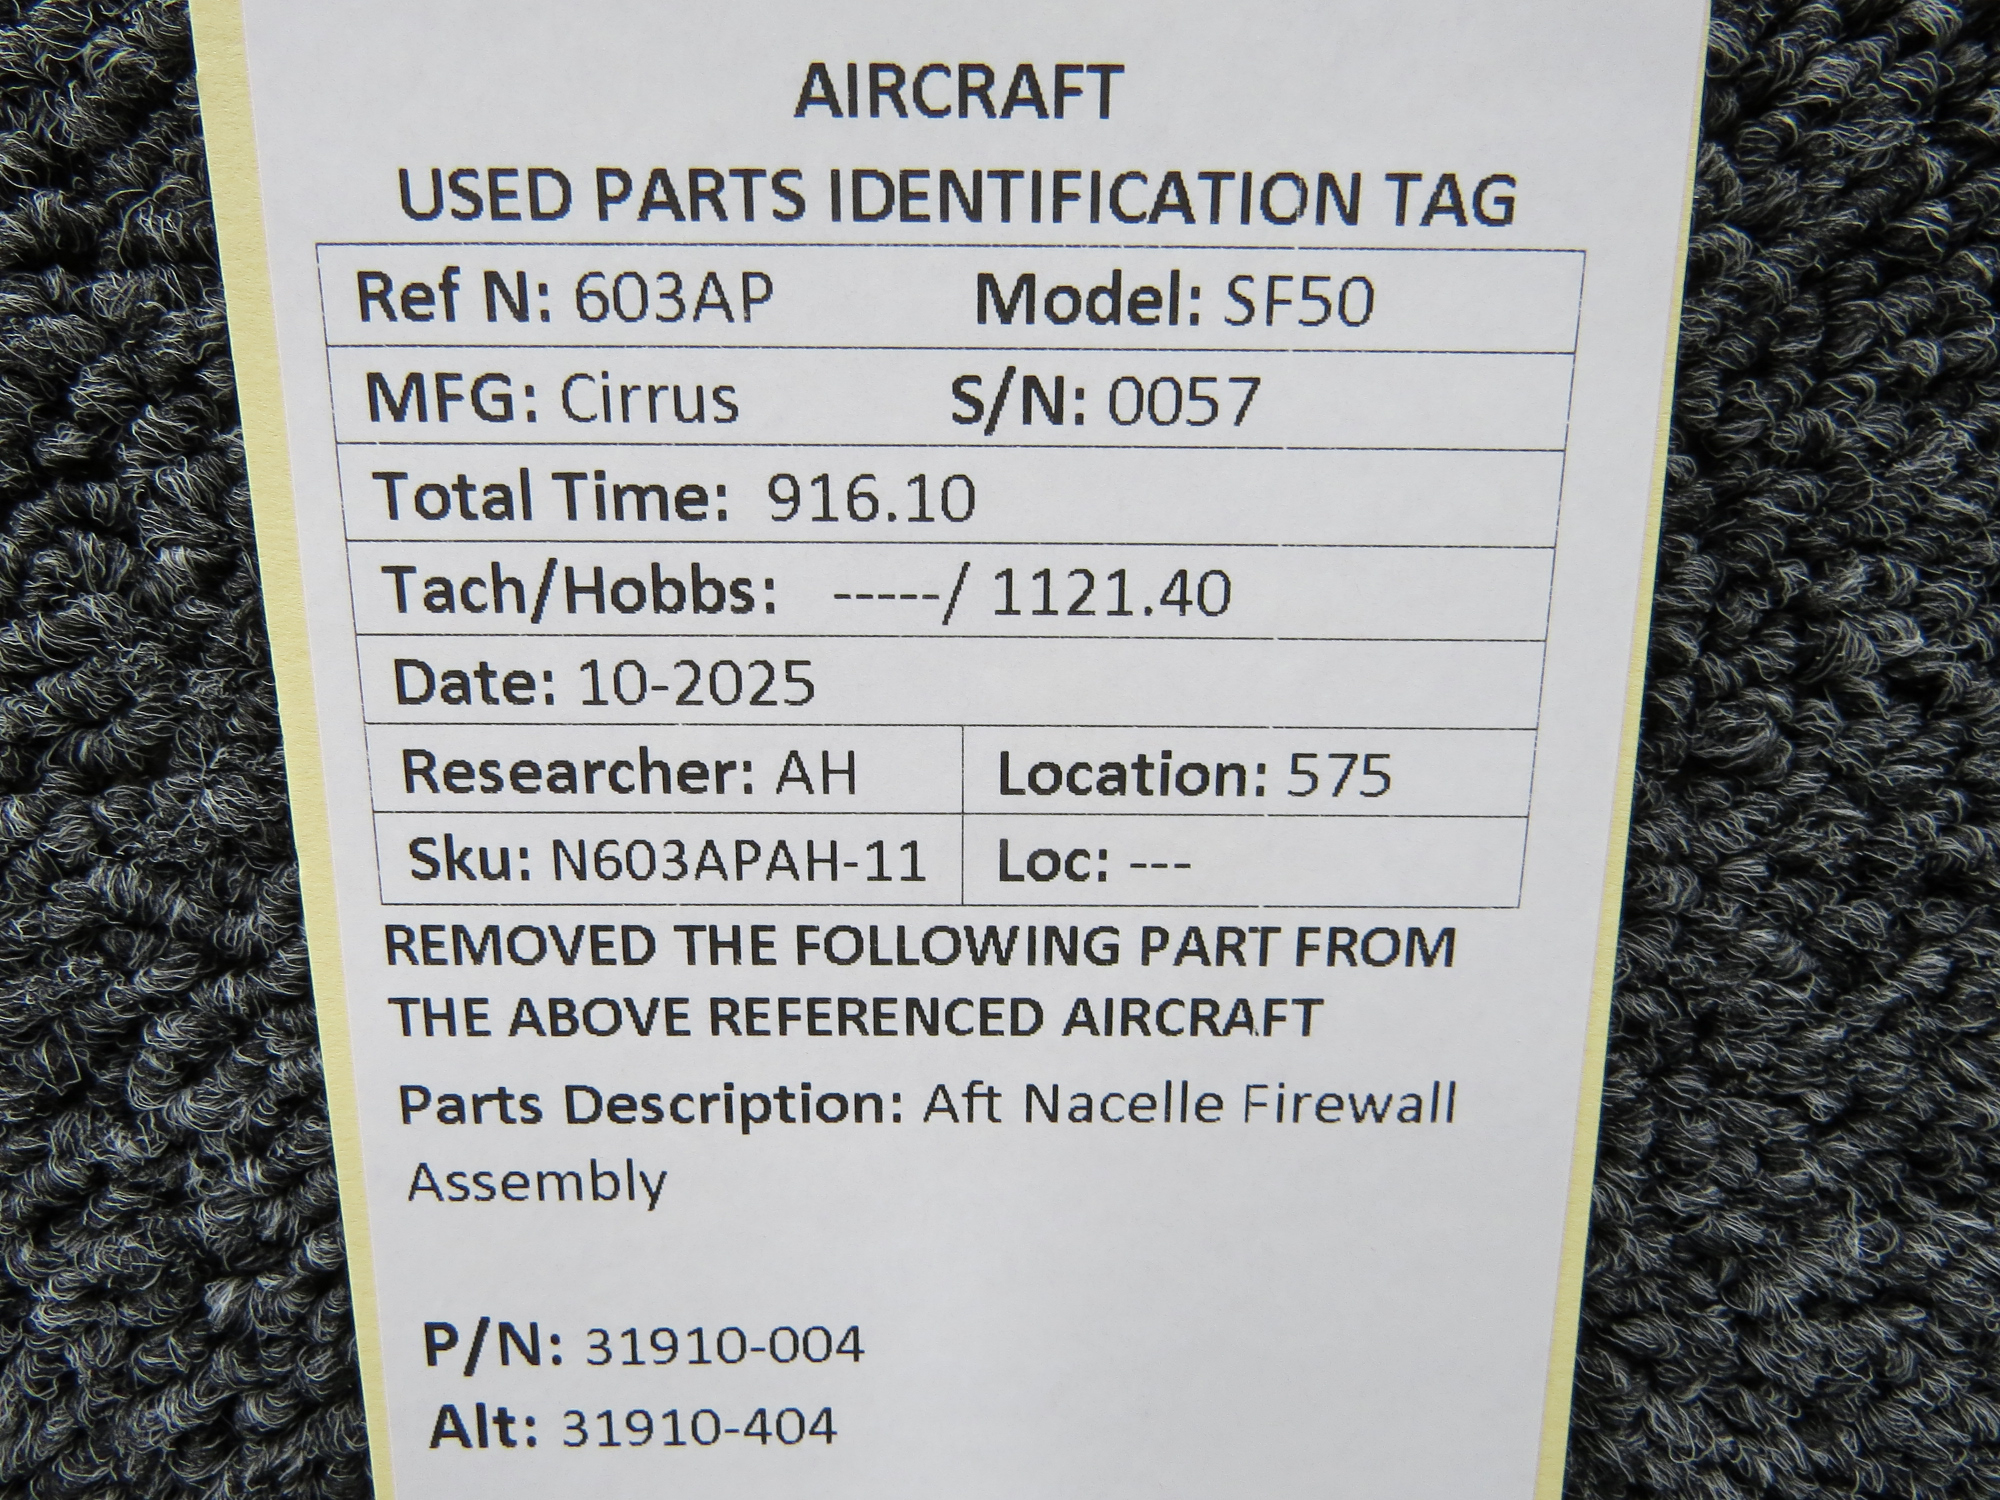 AIRCRAFT
USED PARTS IDENTIFICATION TAG
Ref N: 603AP Model: SF50
MFG: Cirrus S/N: 0057
Total Time: 916.10
Tach/Hobbs: -----/ 1121.40
Date: 10-2025
Researcher: AH Location: 575
Sku: N603APAH-11 Loc: ---
REMOVED THE FOLLOWING PART FROM
THE ABOVE REFERENCED AIRCRAFT
Parts Description: Aft Nacelle Firewall
Assembly
P/N: 31910-004
Alt: 31910-404